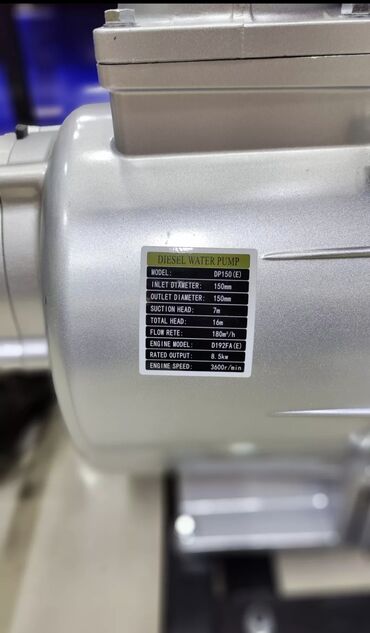 DIESEL WATER PUMP
MODEL: DP150(E)
INLET DIAMETER: 150mm
OUTLET DIAMETER: 150mm
SUCTION HEAD: 7m
TOTAL HEAD: 16m
FLOW RETE: 180m³/h
ENGINE MODEL: D192FA(E)
RATED OUTPUT: 8.5kw
ENGINE SPEED: 3600r/min